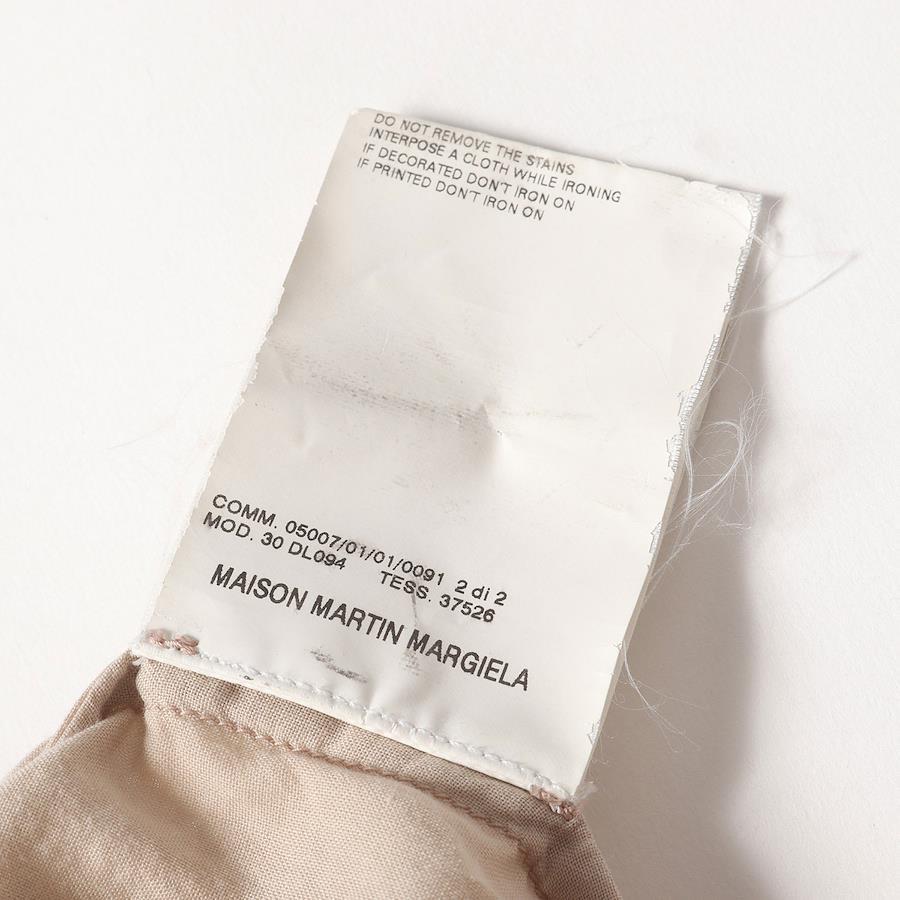 DO NOT REMOVE THE STAINS
INTERPOSE A CLOTH WHILE IRONING
IF DECORATED DON'T IRON ON
IF PRINTED DON'T IRON ON
COMM. 05007/01/01/0091 2 di 2
MOD. 30 DL094 TESS. 37526
MAISON MARTIN MARGIELA